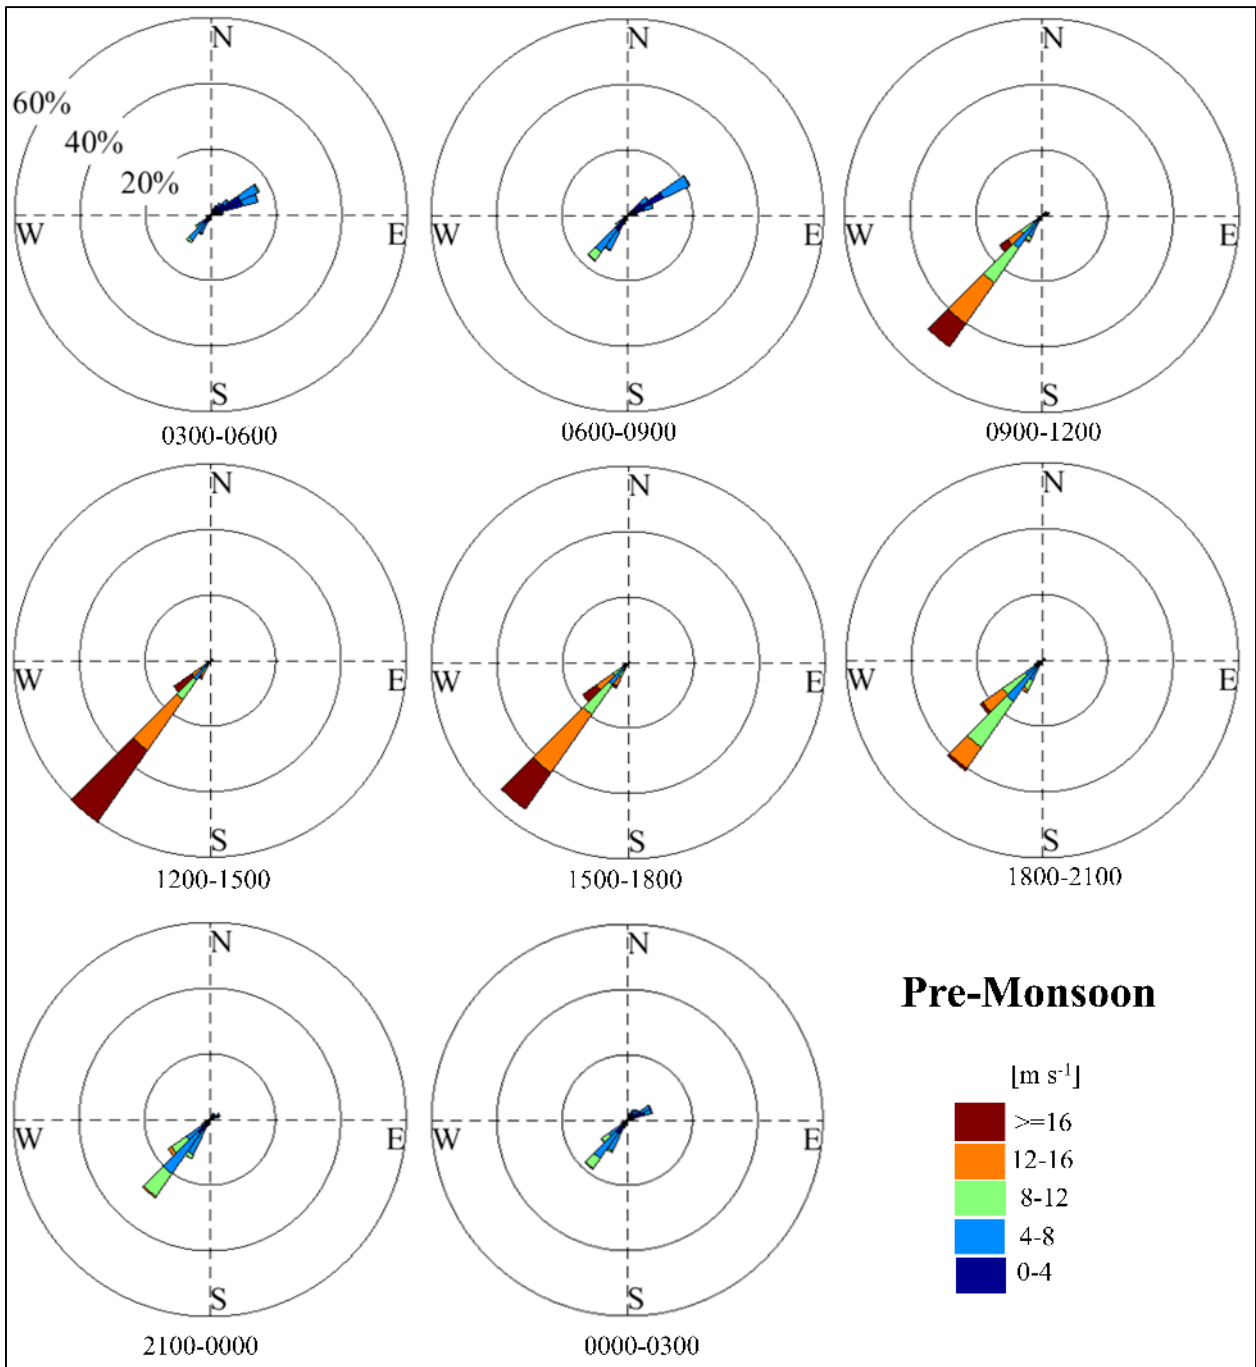 N
60%
40%
20%
W
E
S
0300-0600
N
W
E
S
0600-0900
N
W
E
S
0900-1200
N
W
E
S
1200-1500
N
W
E
S
1500-1800
N
W
E
S
1800-2100
N
W
E
S
2100-0000
N
W
E
S
0000-0300
Pre-Monsoon
[m s⁻¹]
>=16
12-16
8-12
4-8
0-4